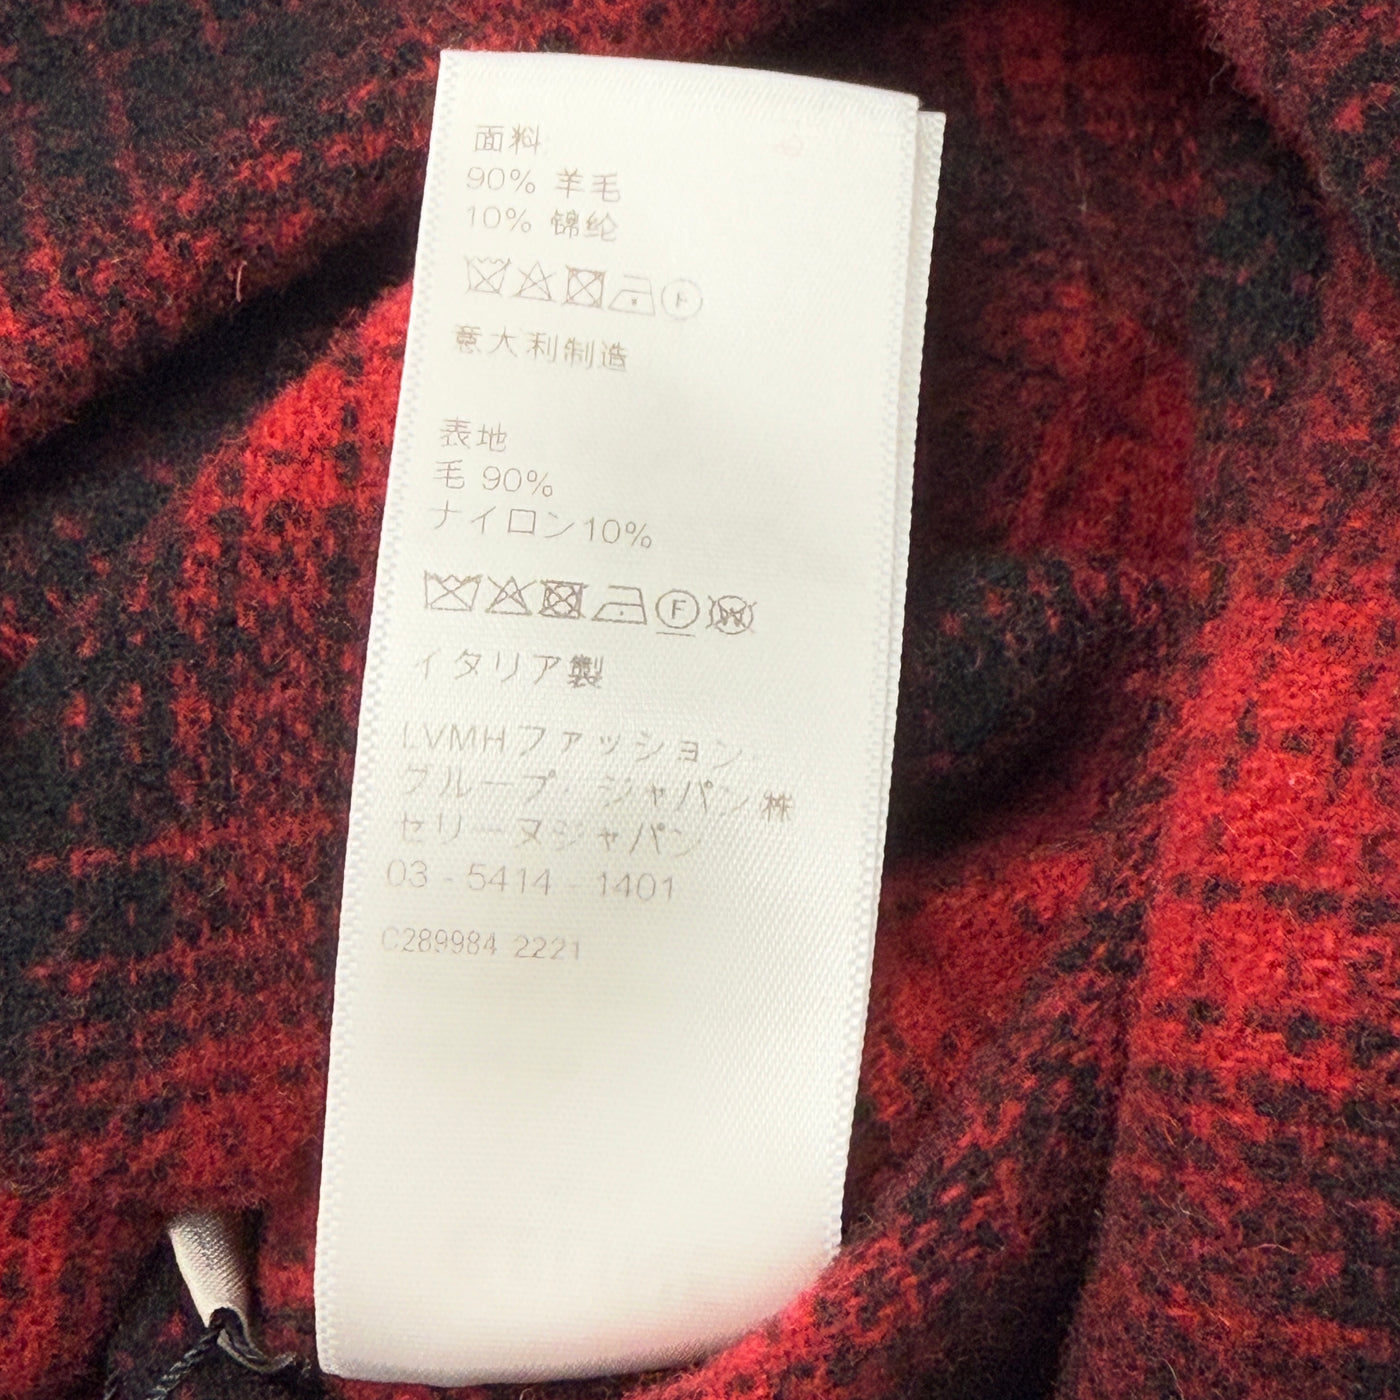 面料
90% 羊毛
10% 锦纶
F
意大利制造
表地
毛 90%
ナイロン10%
F W
イタリア製
LVMHファッション・
グループ・ジャパン 株
セリーヌジャパン
03 - 5414 - 1401
C289984 2221